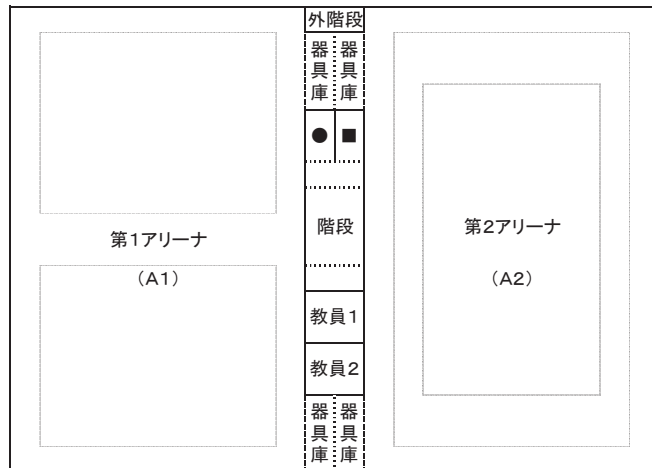 外階段
器具庫
器具庫
● ■
階段
第1アリーナ
(A1)
第2アリーナ
(A2)
教員1
教員2
器具庫
器具庫